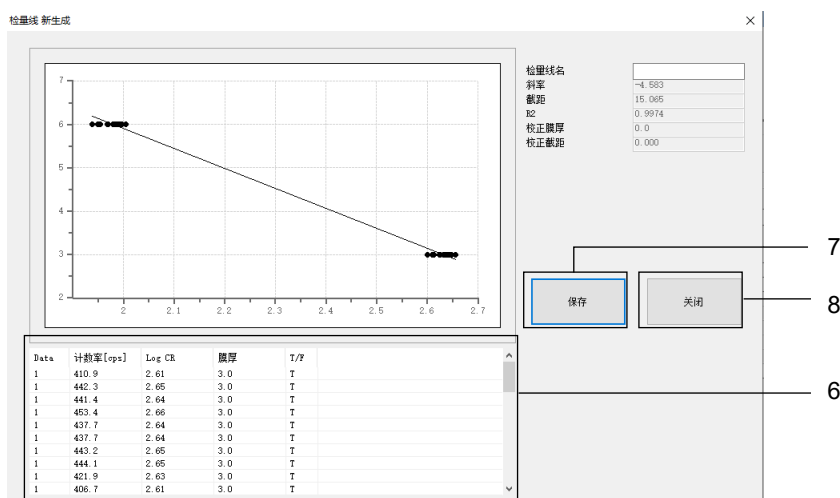 检量线 新生成
7
6
5
4
3
2
2
2.1
2.2
2.3
2.4
2.5
2.6
2.7
检量线名
斜率 -4.583
截距 15.065
R2 0.9974
校正膜厚 0.0
校正截距 0.000
7
保存
关闭
8
Data 计数率[cps] Log CR 膜厚 T/F
1 410.9 2.61 3.0 T
1 442.3 2.65 3.0 T
1 441.4 2.64 3.0 T
1 453.4 2.66 3.0 T
1 437.7 2.64 3.0 T
1 437.7 2.64 3.0 T
1 443.2 2.65 3.0 T
1 444.1 2.65 3.0 T
1 421.9 2.63 3.0 T
1 406.7 2.61 3.0 T
6